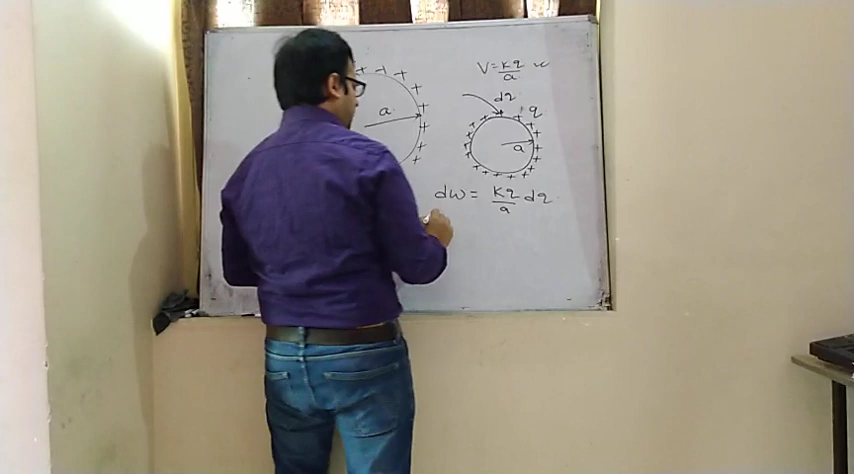 V = Kq/a
dq
q
a
a
dw = Kq/a dq